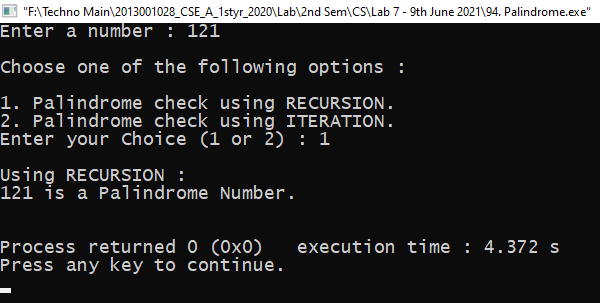 "F:\Techno Main\2013001028_CSE_A_1styr_2020\Lab\2nd Sem\CS\Lab 7 - 9th June 2021\94. Palindrome.exe"
Enter a number : 121
Choose one of the following options :
1. Palindrome check using RECURSION.
2. Palindrome check using ITERATION.
Enter your Choice (1 or 2) : 1
Using RECURSION :
121 is a Palindrome Number.
Process returned 0 (0x0)   execution time : 4.372 s
Press any key to continue.